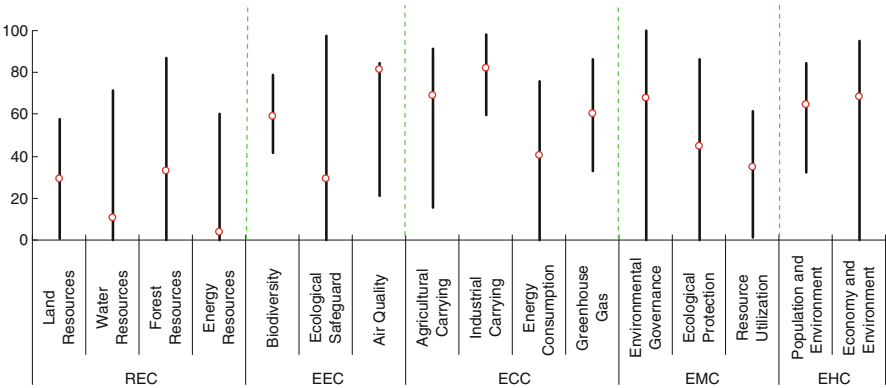 100
80
60
40
20
0
Land
Resources
Water
Resources
Forest
Resources
Energy
Resources
Biodiversity
Ecological
Safeguard
Air Quality
Agricultural
Carrying
Industrial
Carrying
Energy
Consumption
Greenhouse
Gas
Environmental
Governance
Ecological
Protection
Resource
Utilization
Population and
Environment
Economy and
Environment
REC
EEC
ECC
EMC
EHC